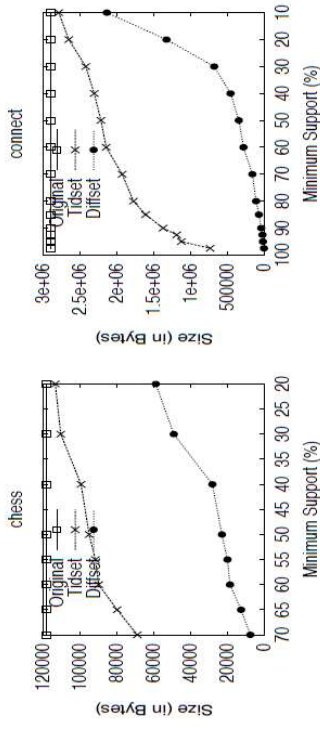 chess
120000
100000
80000
60000
40000
20000
0
Size (in Bytes)
Original
Tidset
Diffset
70 65 60 55 50 45 40 35 30 25 20
Minimum Support (%)
connect
3e+06
2.5e+06
2e+06
1.5e+06
1e+06
500000
0
Size (in Bytes)
Original
Tidset
Diffset
100 90 80 70 60 50 40 30 20 10
Minimum Support (%)